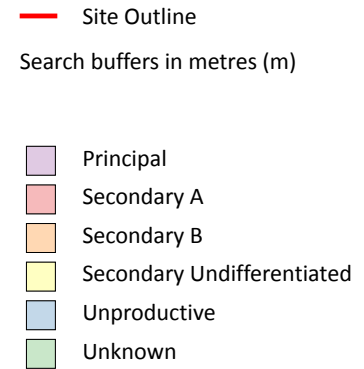 Site Outline
Search buffers in metres (m)
Principal
Secondary A
Secondary B
Secondary Undifferentiated
Unproductive
Unknown